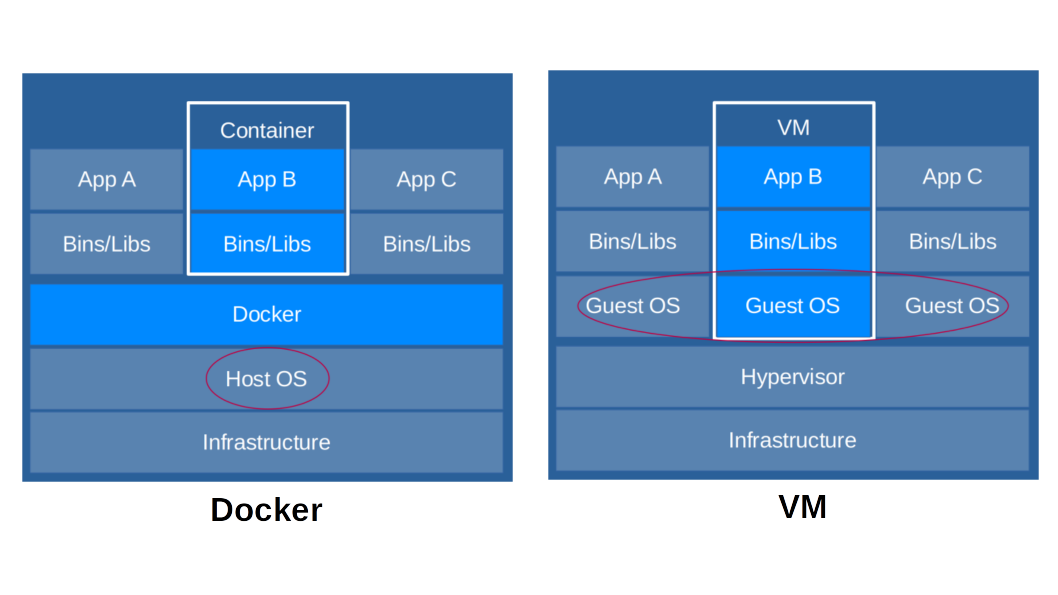 Container
App A
App B
App C
Bins/Libs
Bins/Libs
Bins/Libs
Docker
Host OS
Infrastructure
Docker
VM
App A
App B
App C
Bins/Libs
Bins/Libs
Bins/Libs
Guest OS
Guest OS
Guest OS
Hypervisor
Infrastructure
VM